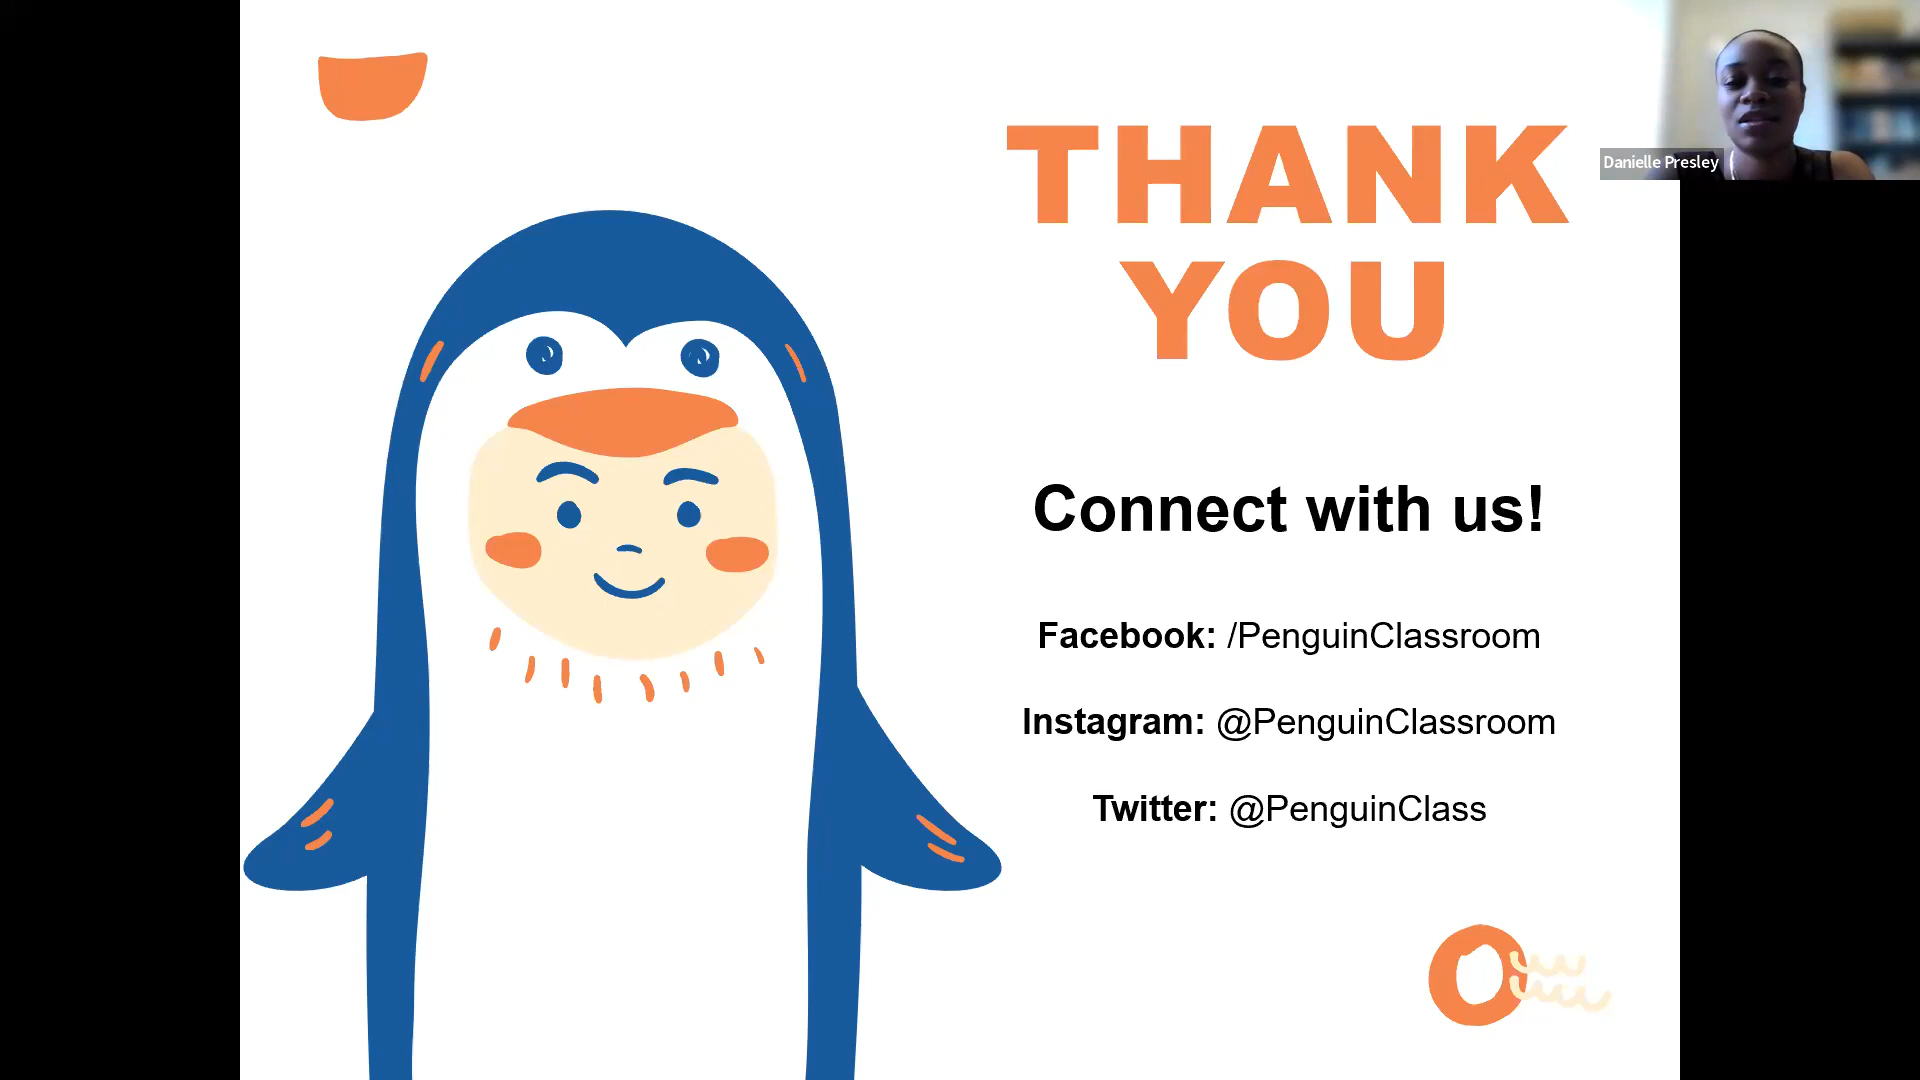 THANK
YOU
Danielle Presley
Connect with us!
Facebook: /PenguinClassroom
Instagram: @PenguinClassroom
Twitter: @PenguinClass